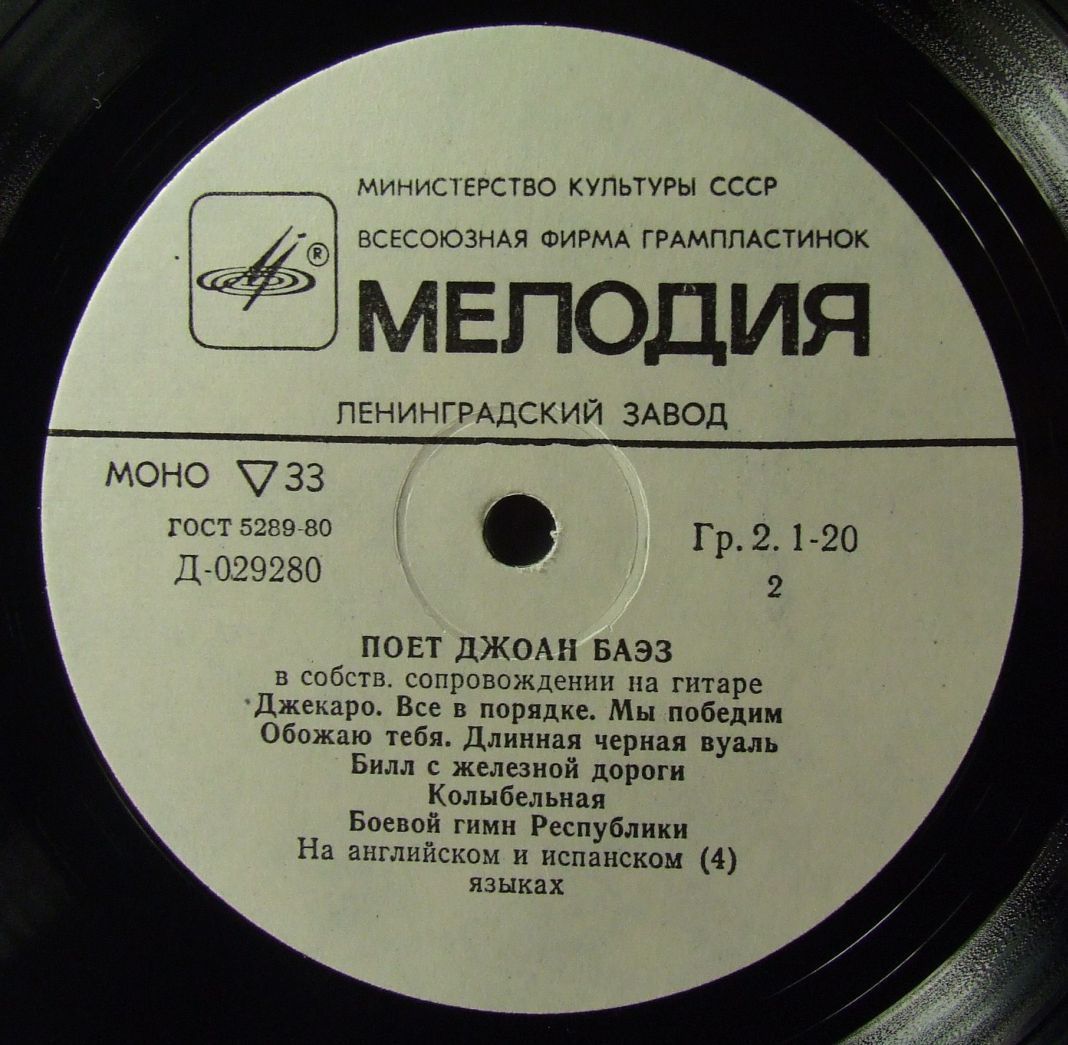 МИНИСТЕРСТВО КУЛЬТУРЫ СССР
ВСЕСОЮЗНАЯ ФИРМА ГРАМПЛАСТИНОК
®
МЕЛОДИЯ
ЛЕНИНГРАДСКИЙ ЗАВОД
МОНО ▽33
ГОСТ 5289-80
Д-029280
Гр. 2. 1-20
2
ПОЕТ ДЖОАН БАЭЗ
в собств. сопровождении на гитаре
Джекаро. Все в порядке. Мы победим
Обожаю тебя. Длинная черная вуаль
Билл с железной дороги
Колыбельная
Боевой гимн Республики
На английском и испанском (4)
языках